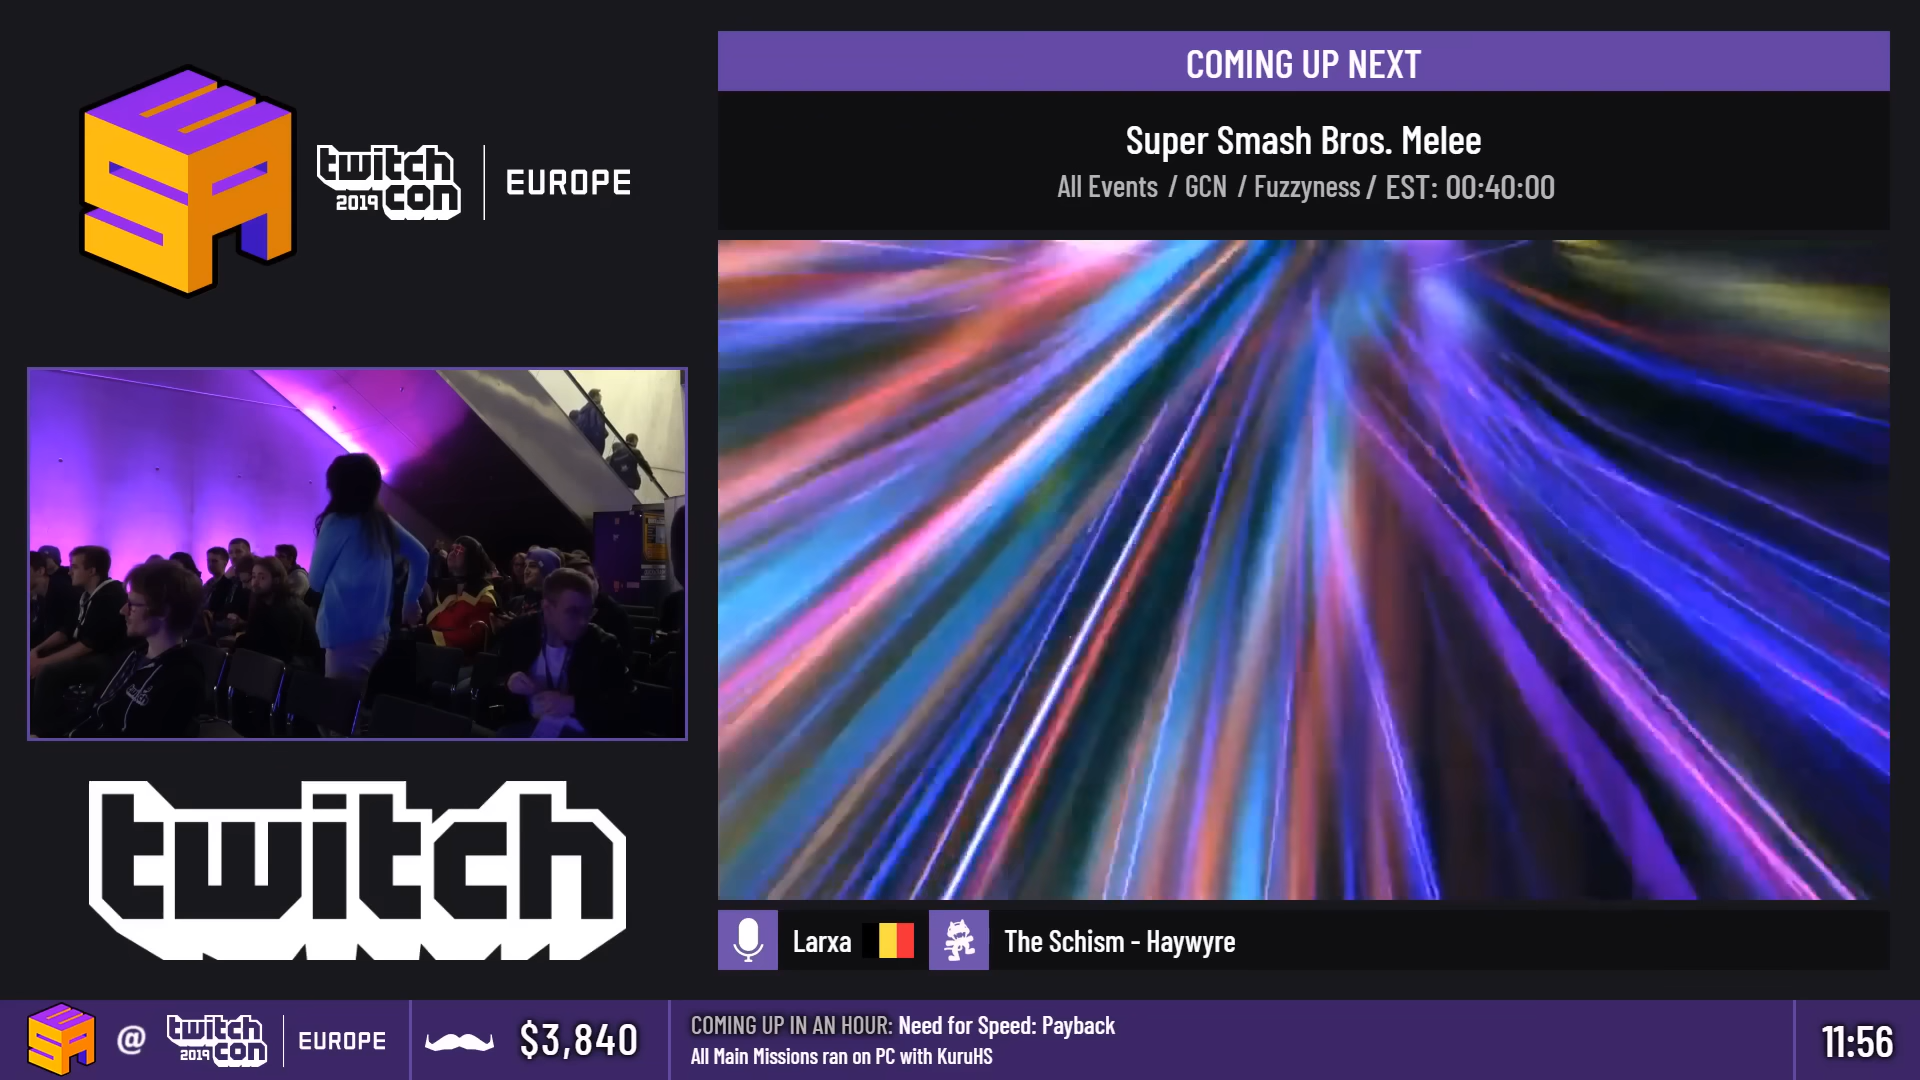 ESA
twitch
2019 con
EUROPE
COMING UP NEXT
Super Smash Bros. Melee
All Events / GCN / Fuzzyness / EST: 00:40:00
twitch
Larxa
The Schism - Haywyre
ESA
@
twitch
2019 con
EUROPE
$3,840
COMING UP IN AN HOUR: Need for Speed: Payback
All Main Missions ran on PC with KuruHS
11:56